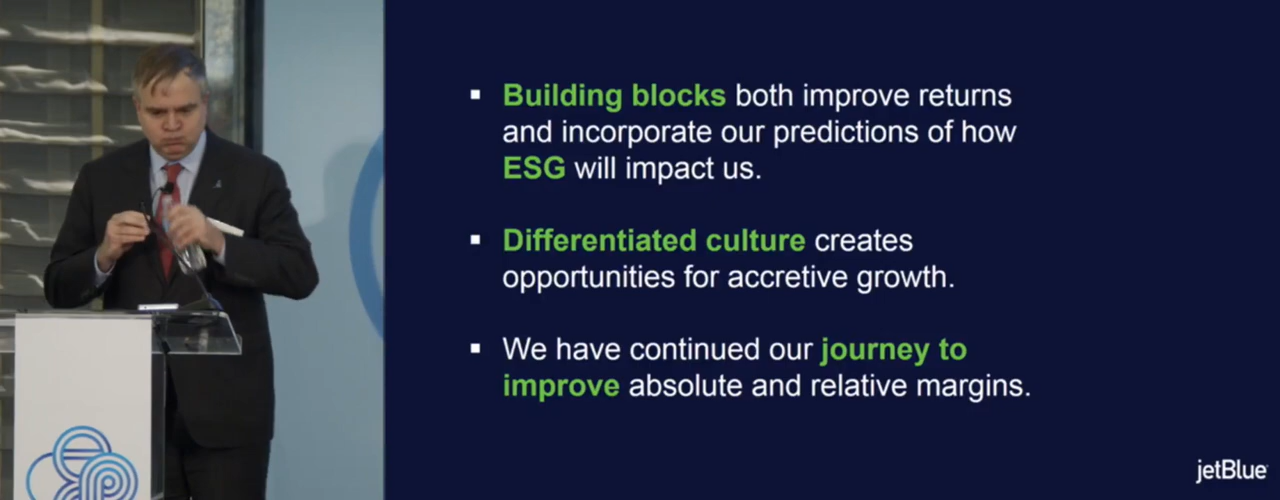 ▪ Building blocks both improve returns
and incorporate our predictions of how
ESG will impact us.
▪ Differentiated culture creates
opportunities for accretive growth.
▪ We have continued our journey to
improve absolute and relative margins.
jetBlue